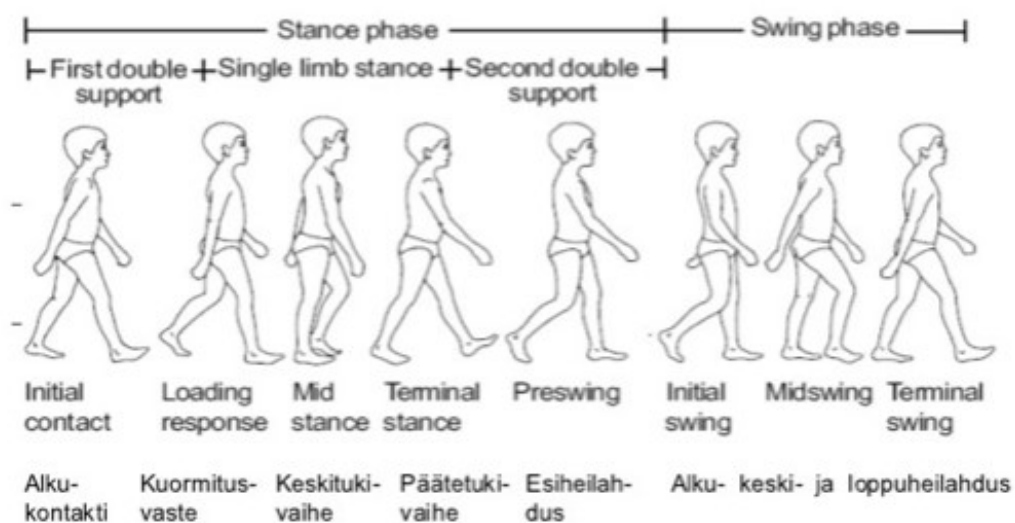 Stance phase Swing phase
First double support Single limb stance Second double support
Initial contact Loading response Mid stance Terminal stance Preswing Initial swing Midswing Terminal swing
Alku-kontakti Kuormitus-vaste Keskituki-vaihe Päätetuki-vaihe Esiheilah-dus Alku- keski- ja loppuheilahdus